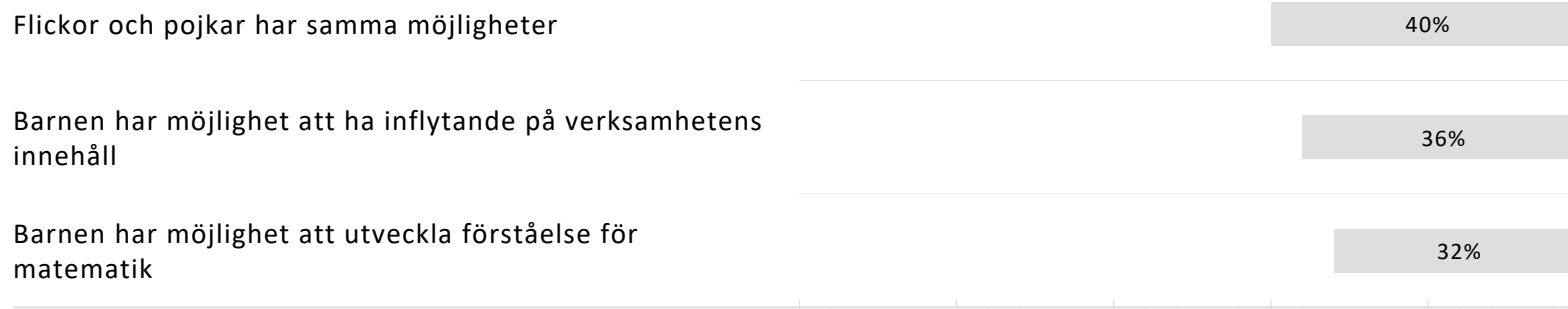 Flickor och pojkar har samma möjligheter
40%
Barnen har möjlighet att ha inflytande på verksamhetens
innehåll
36%
Barnen har möjlighet att utveckla förståelse för
matematik
32%